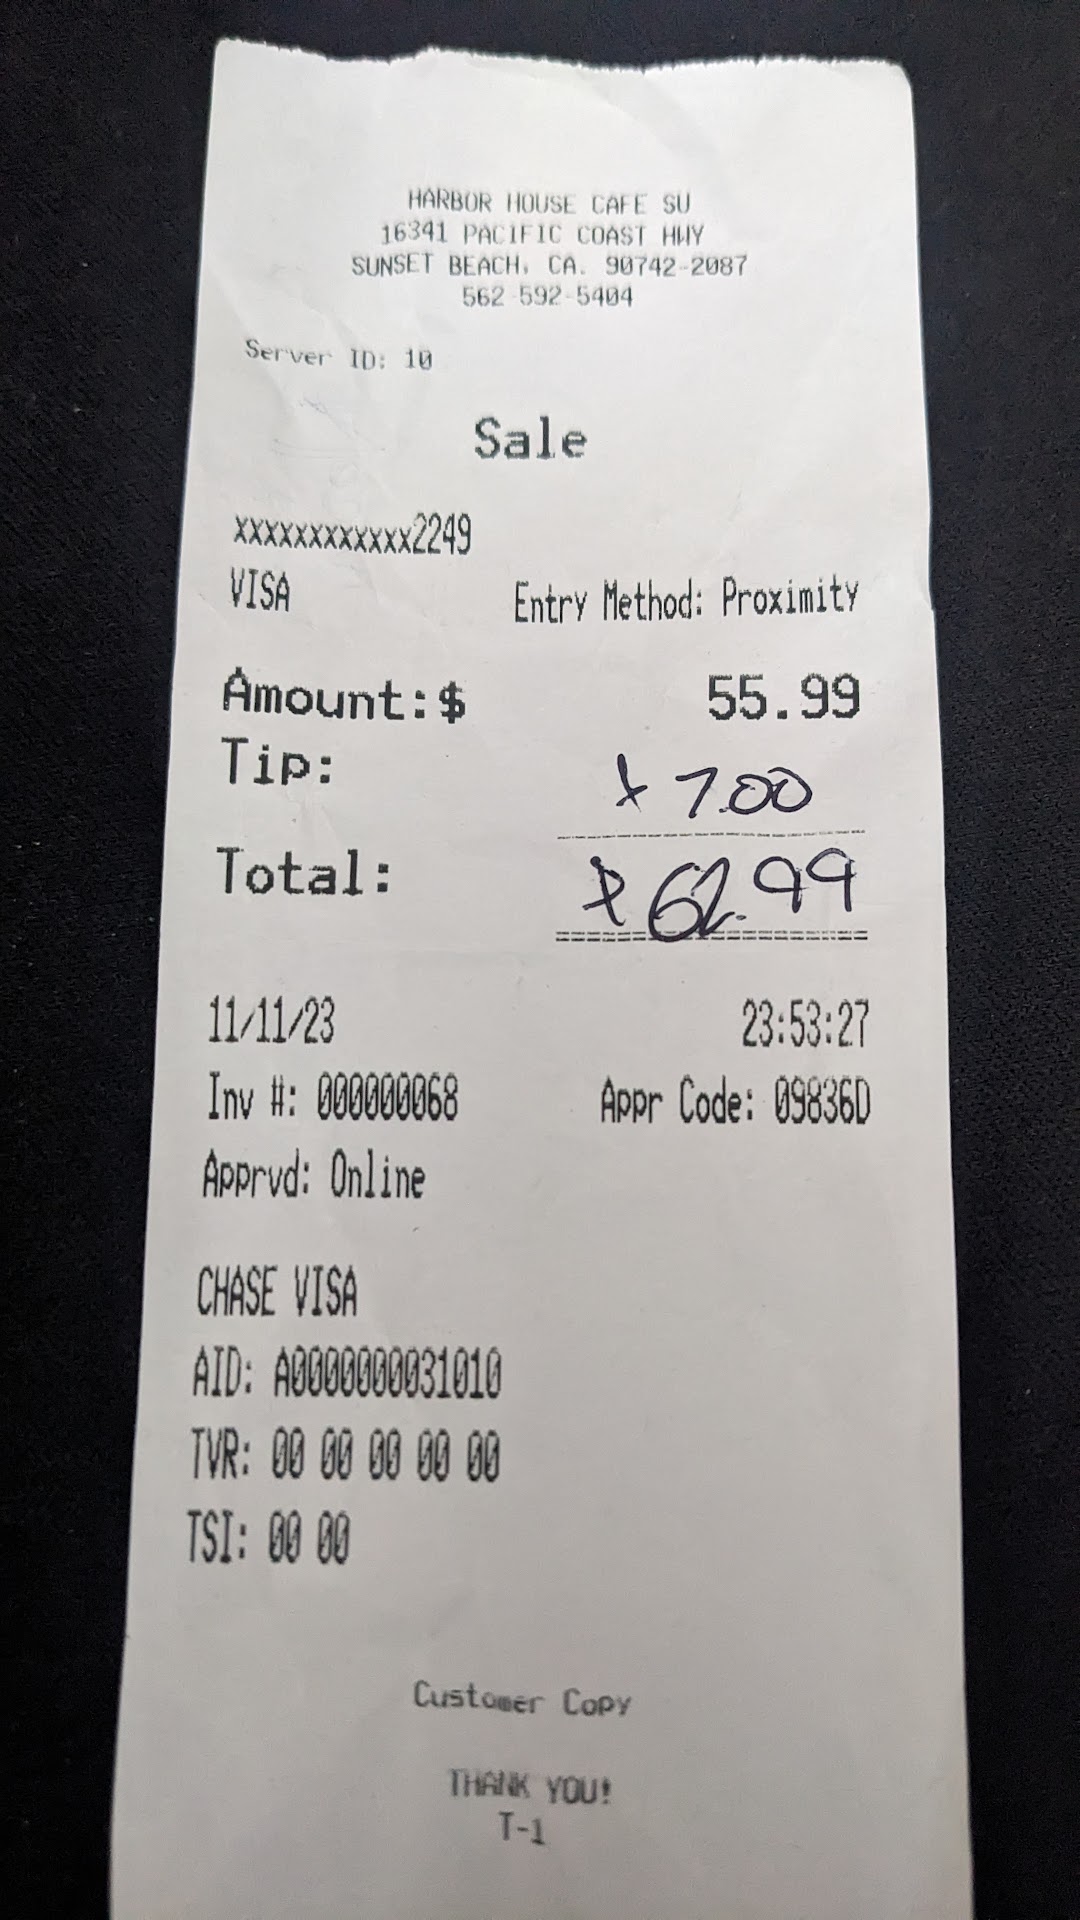 HARBOR HOUSE CAFE SU
16341 PACIFIC COAST HWY
SUNSET BEACH, CA. 90742-2087
562-592-5404
Server ID: 10
Sale
xxxxxxxxxxxx2249
VISA Entry Method: Proximity
Amount:$ 55.99
Tip: $ 7.00
Total: $ 62.99
11/11/23 23:53:27
Inv #: 000000068 Appr Code: 09836D
Apprvd: Online
CHASE VISA
AID: A0000000031010
TVR: 00 00 00 00 00
TSI: 00 00
Customer Copy
THANK YOU!
T-1